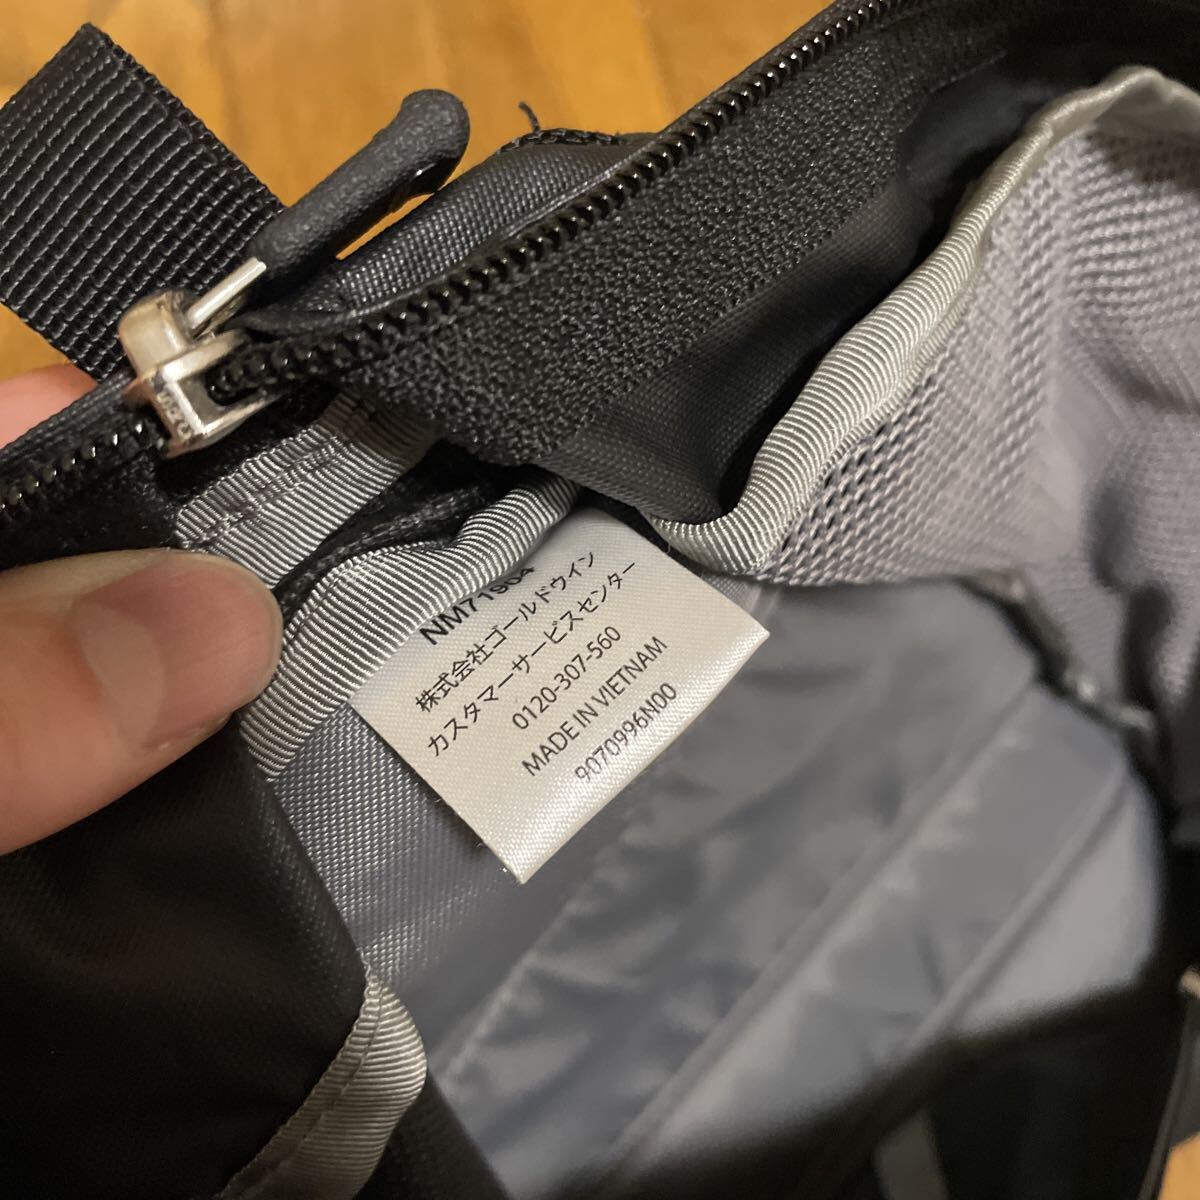 NM71904
株式会社ゴールドウイン
カスタマーサービスセンター
0120-307-560
MADE IN VIETNAM
9070996N00